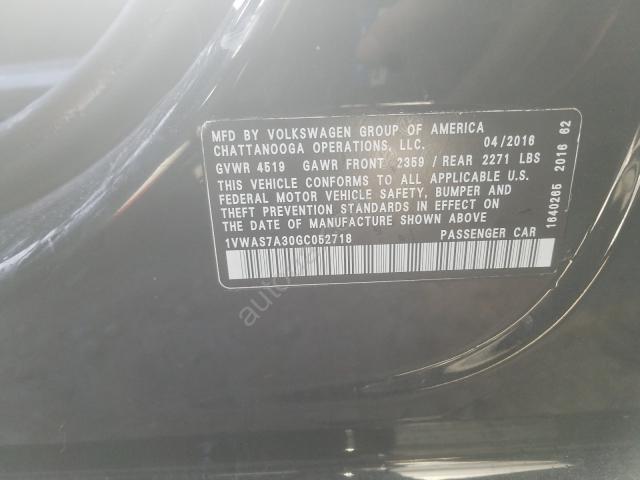 MFD BY VOLKSWAGEN GROUP OF AMERICA
CHATTANOOGA OPERATIONS, LLC. 04/2016
GVWR 4519 GAWR FRONT 2359 / REAR 2271 LBS
THIS VEHICLE CONFORMS TO ALL APPLICABLE U.S.
FEDERAL MOTOR VEHICLE SAFETY, BUMPER AND
THEFT PREVENTION STANDARDS IN EFFECT ON
THE DATE OF MANUFACTURE SHOWN ABOVE
1VWAS7A30GC052718 PASSENGER CAR
1640265 2016 62